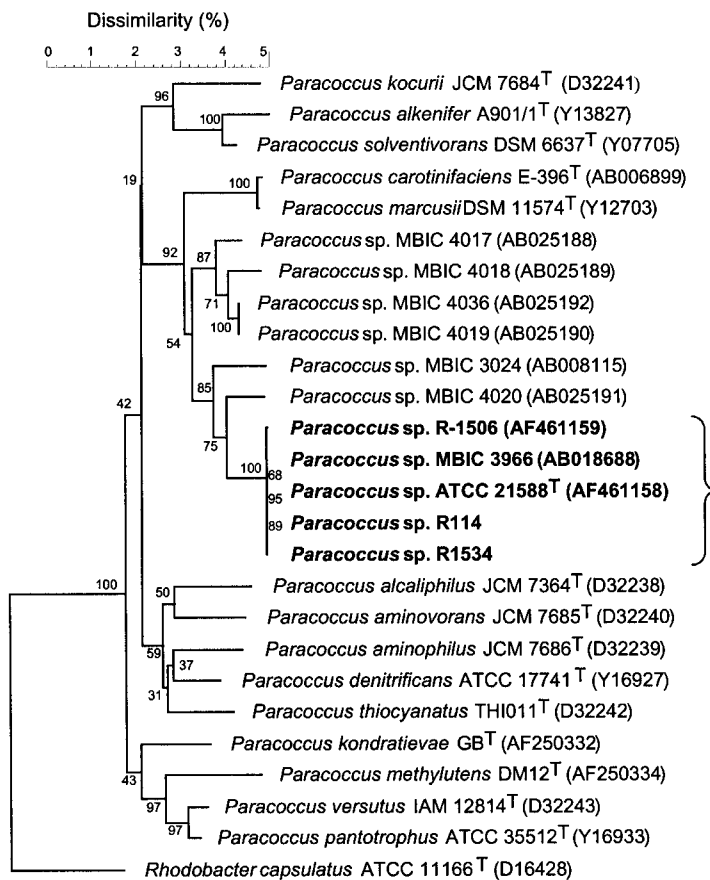 Dissimilarity (%)
0 1 2 3 4 5
96 Paracoccus kocurii JCM 7684T (D32241)
100 Paracoccus alkenifer A901/1T (Y13827)
Paracoccus solventivorans DSM 6637T (Y07705)
19
100 Paracoccus carotinifaciens E-396T (AB006899)
Paracoccus marcusiiDSM 11574T (Y12703)
92
87 Paracoccus sp. MBIC 4017 (AB025188)
Paracoccus sp. MBIC 4018 (AB025189)
71 Paracoccus sp. MBIC 4036 (AB025192)
100 Paracoccus sp. MBIC 4019 (AB025190)
54
Paracoccus sp. MBIC 3024 (AB008115)
85
Paracoccus sp. MBIC 4020 (AB025191)
42
Paracoccus sp. R-1506 (AF461159)
75
Paracoccus sp. MBIC 3966 (AB018688)
100 68
Paracoccus sp. ATCC 21588T (AF461158)
95
Paracoccus sp. R114
89
Paracoccus sp. R1534
100
Paracoccus alcaliphilus JCM 7364T (D32238)
50
Paracoccus aminovorans JCM 7685T (D32240)
59
Paracoccus aminophilus JCM 7686T (D32239)
37
Paracoccus denitrificans ATCC 17741T (Y16927)
31
Paracoccus thiocyanatus THI011T (D32242)
Paracoccus kondratievae GBT (AF250332)
43
Paracoccus methylutens DM12T (AF250334)
97
Paracoccus versutus IAM 12814T (D32243)
97
Paracoccus pantotrophus ATCC 35512T (Y16933)
Rhodobacter capsulatus ATCC 11166T (D16428)